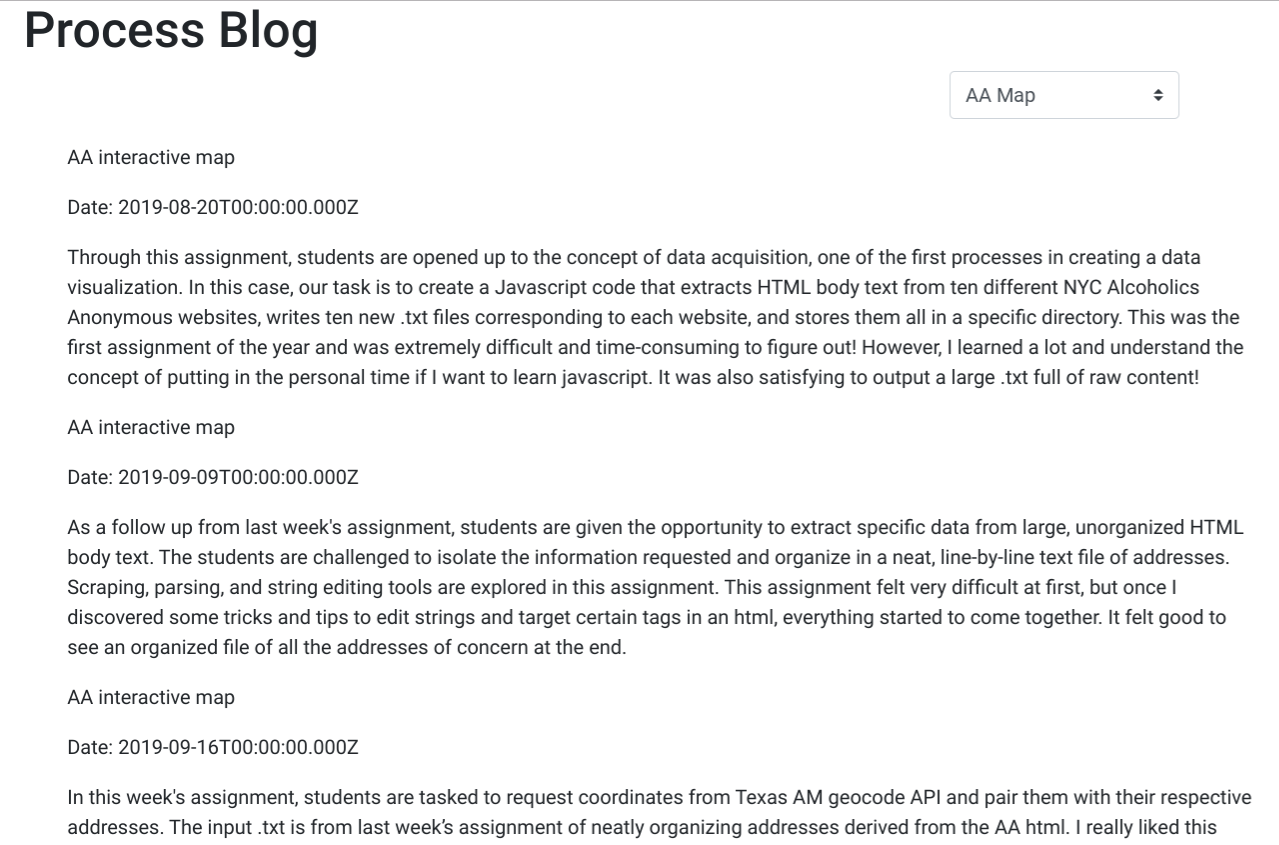 Process Blog
AA Map
AA interactive map
Date: 2019-08-20T00:00:00.000Z
Through this assignment, students are opened up to the concept of data acquisition, one of the first processes in creating a data
visualization. In this case, our task is to create a Javascript code that extracts HTML body text from ten different NYC Alcoholics
Anonymous websites, writes ten new .txt files corresponding to each website, and stores them all in a specific directory. This was the
first assignment of the year and was extremely difficult and time-consuming to figure out! However, I learned a lot and understand the
concept of putting in the personal time if I want to learn javascript. It was also satisfying to output a large .txt full of raw content!
AA interactive map
Date: 2019-09-09T00:00:00.000Z
As a follow up from last week's assignment, students are given the opportunity to extract specific data from large, unorganized HTML
body text. The students are challenged to isolate the information requested and organize in a neat, line-by-line text file of addresses.
Scraping, parsing, and string editing tools are explored in this assignment. This assignment felt very difficult at first, but once I
discovered some tricks and tips to edit strings and target certain tags in an html, everything started to come together. It felt good to
see an organized file of all the addresses of concern at the end.
AA interactive map
Date: 2019-09-16T00:00:00.000Z
In this week's assignment, students are tasked to request coordinates from Texas AM geocode API and pair them with their respective
addresses. The input .txt is from last week’s assignment of neatly organizing addresses derived from the AA html. I really liked this